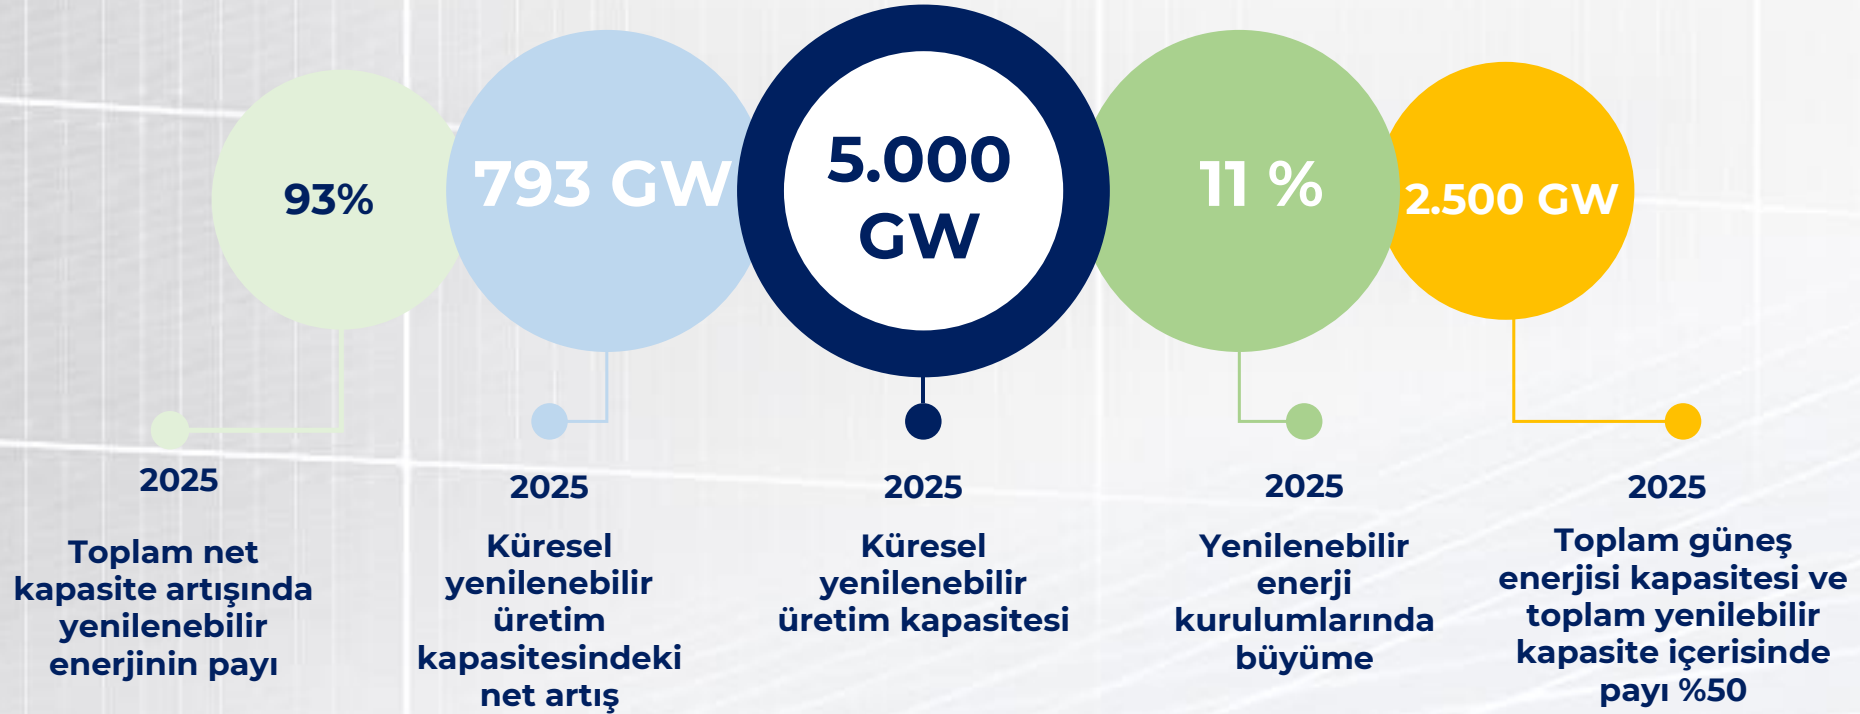 93%
793 GW
5.000
GW
11 %
2.500 GW
2025
Toplam net
kapasite artışında
yenilenebilir
enerjinin payı
2025
Küresel
yenilenebilir
üretim
kapasitesindeki
net artış
2025
Küresel
yenilenebilir
üretim kapasitesi
2025
Yenilenebilir
enerji
kurulumlarında
büyüme
2025
Toplam güneş
enerjisi kapasitesi ve
toplam yenilebilir
kapasite içerisinde
payı %50